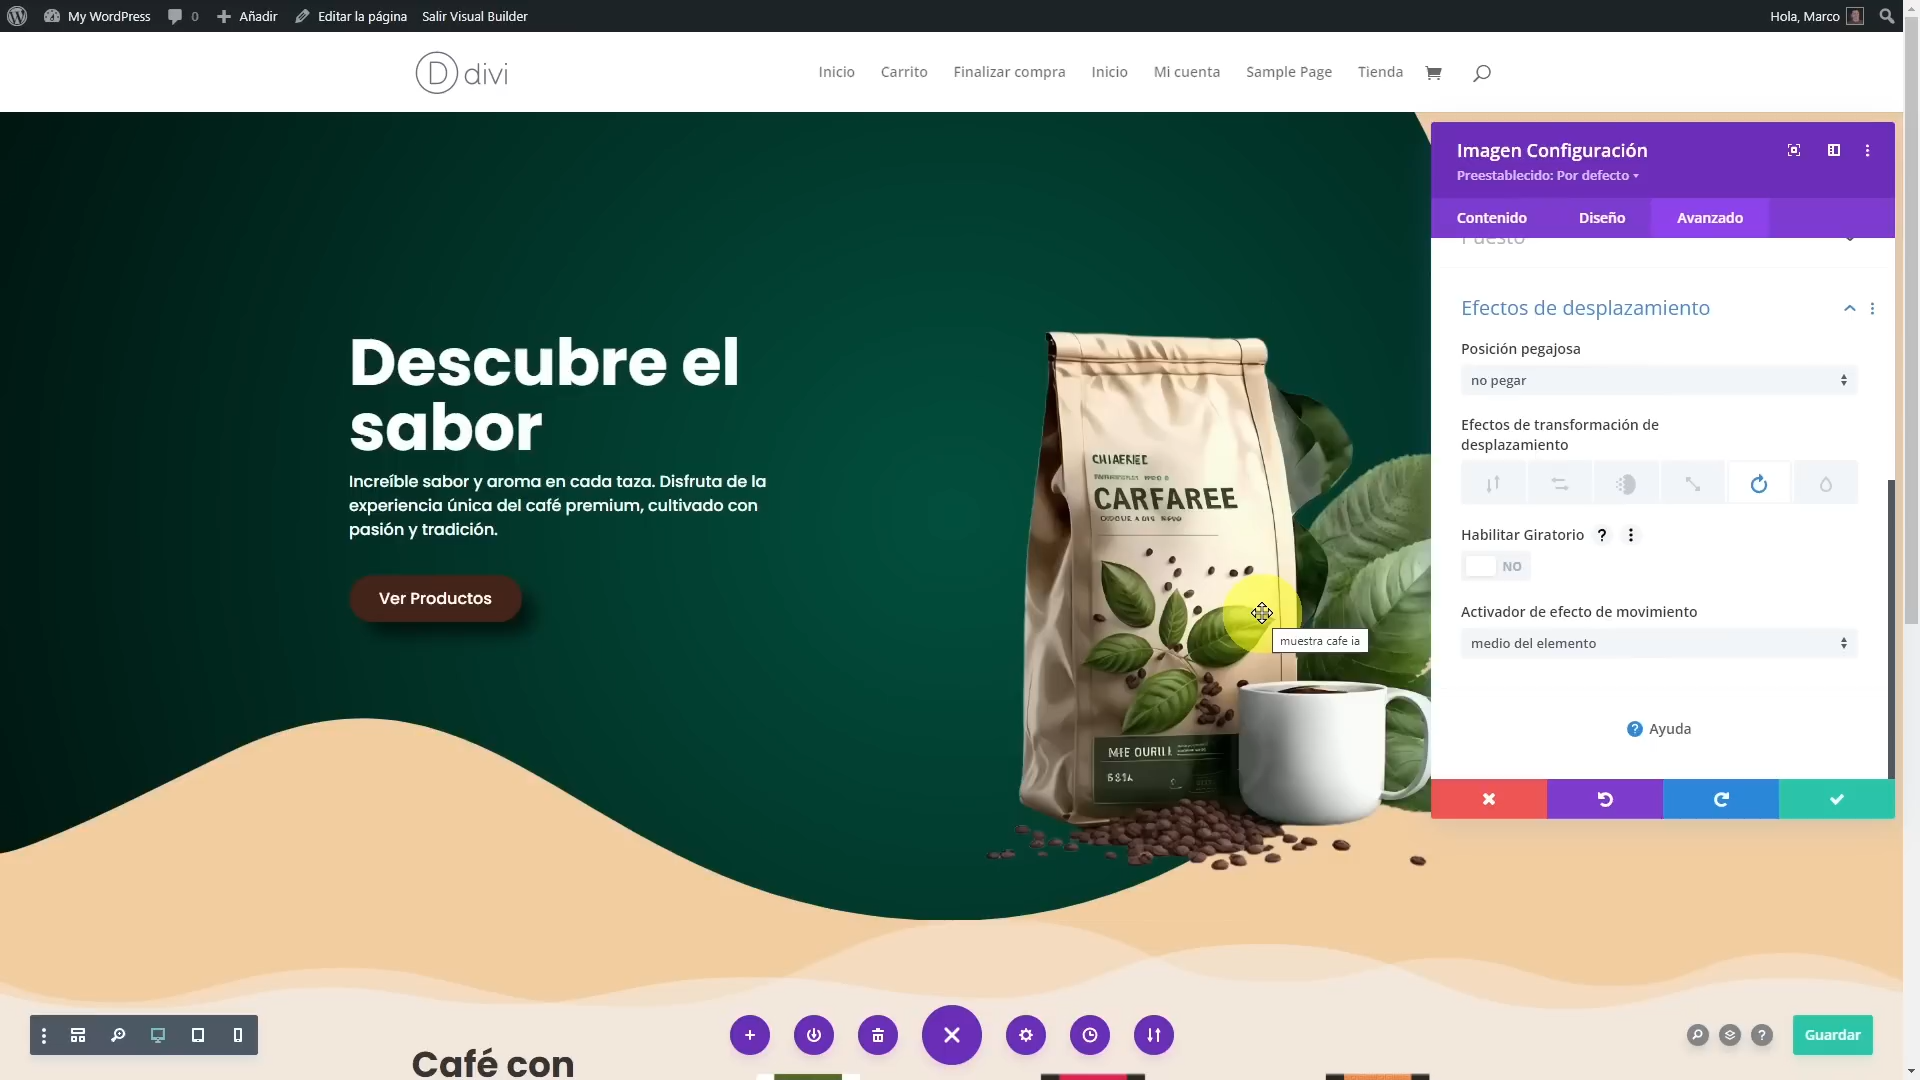 My WordPress
0
Añadir
Editar la página
Salir Visual Builder
Hola, Marco
D divi
Inicio
Carrito
Finalizar compra
Inicio
Mi cuenta
Sample Page
Tienda
Imagen Configuración
Preestablecido: Por defecto
Contenido
Diseño
Avanzado
Puesto
Efectos de desplazamiento
Posición pegajosa
no pegar
Efectos de transformación de
desplazamiento
Habilitar Giratorio ?
NO
Activador de efecto de movimiento
medio del elemento
? Ayuda
Descubre el
sabor
Increíble sabor y aroma en cada taza. Disfruta de la
experiencia única del café premium, cultivado con
pasión y tradición.
Ver Productos
CARFAREE
muestra cafe ia
Café con
?
Guardar